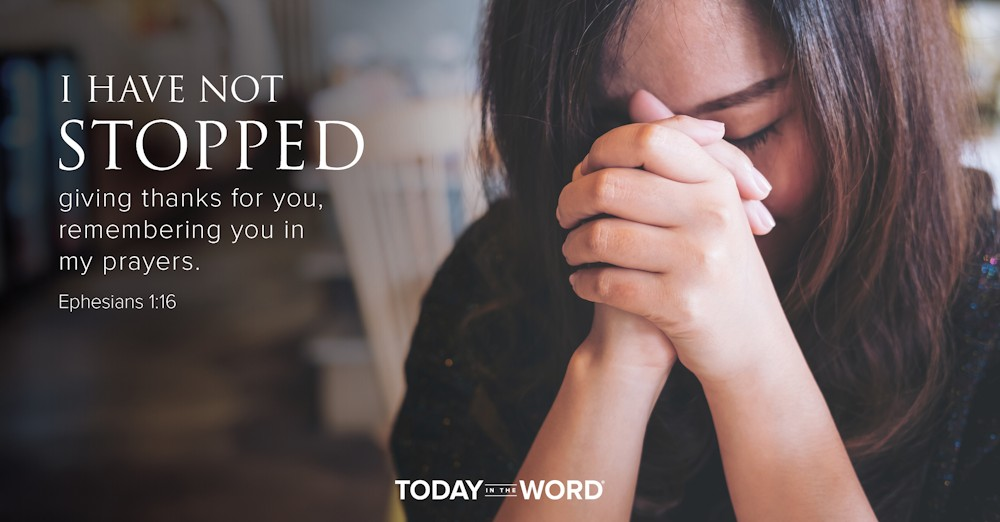 I HAVE NOT
STOPPED
giving thanks for you,
remembering you in
my prayers.
Ephesians 1:16
TODAY IN THE WORD®